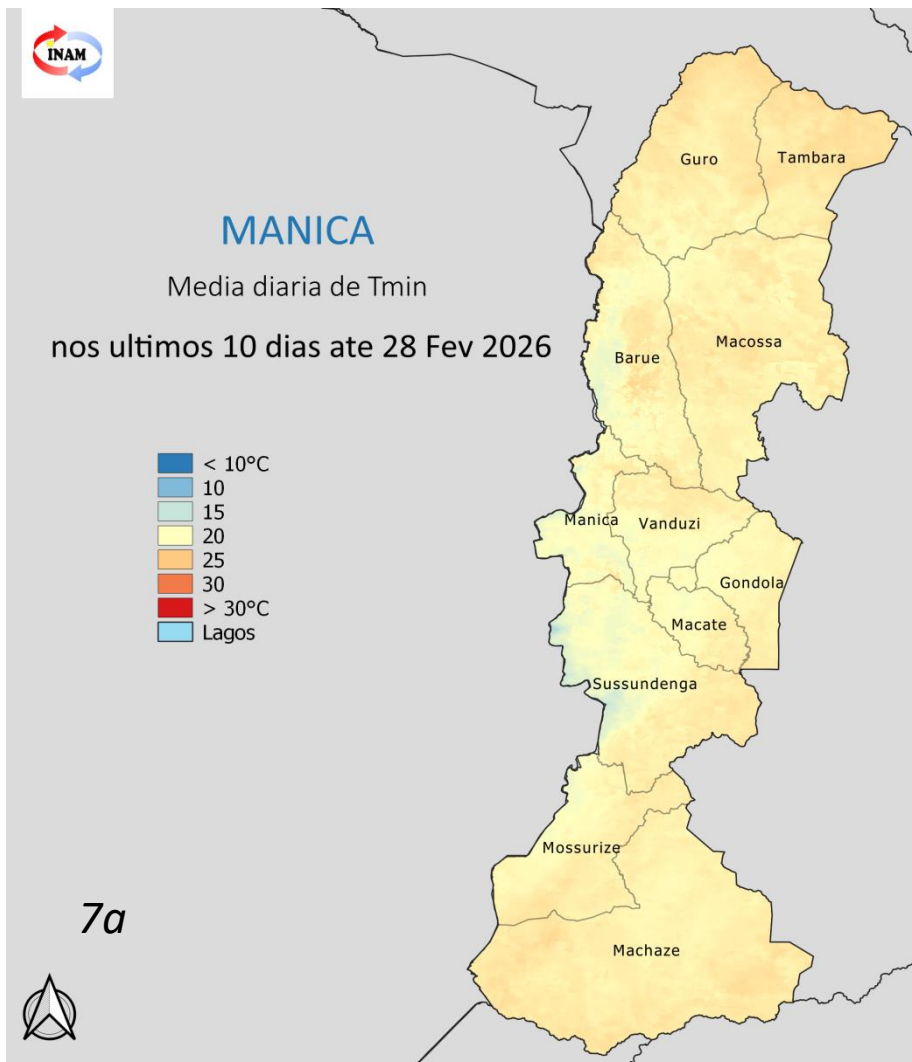 INAM
MANICA
Media diaria de Tmin
nos ultimos 10 dias ate 28 Fev 2026
< 10°C
10
15
20
25
30
> 30°C
Lagos
Guro
Tambara
Macossa
Barue
Manica
Vanduzi
Gondola
Macate
Sussundenga
Mossurize
Machaze
7a